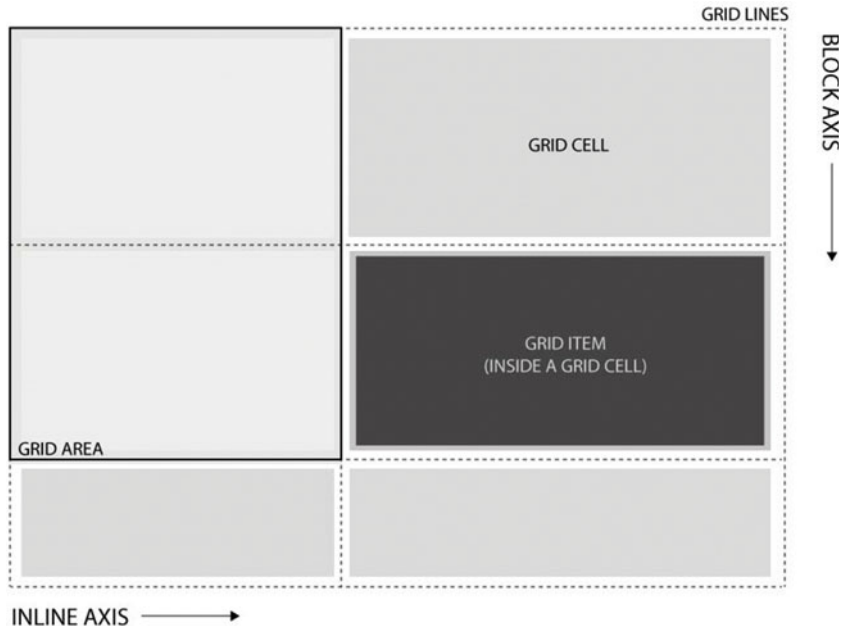 GRID LINES
BLOCK AXIS
GRID CELL
GRID ITEM
(INSIDE A GRID CELL)
GRID AREA
INLINE AXIS